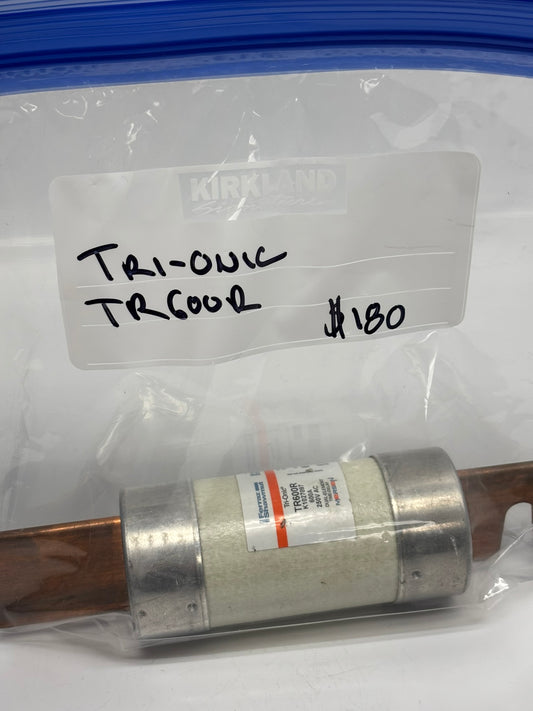 KIRKLAND
Signature
TRI-ONIC
TR600R
$180
Ferraz
Shawmut
Tri-Onic®
TR600R
600A
250V AC